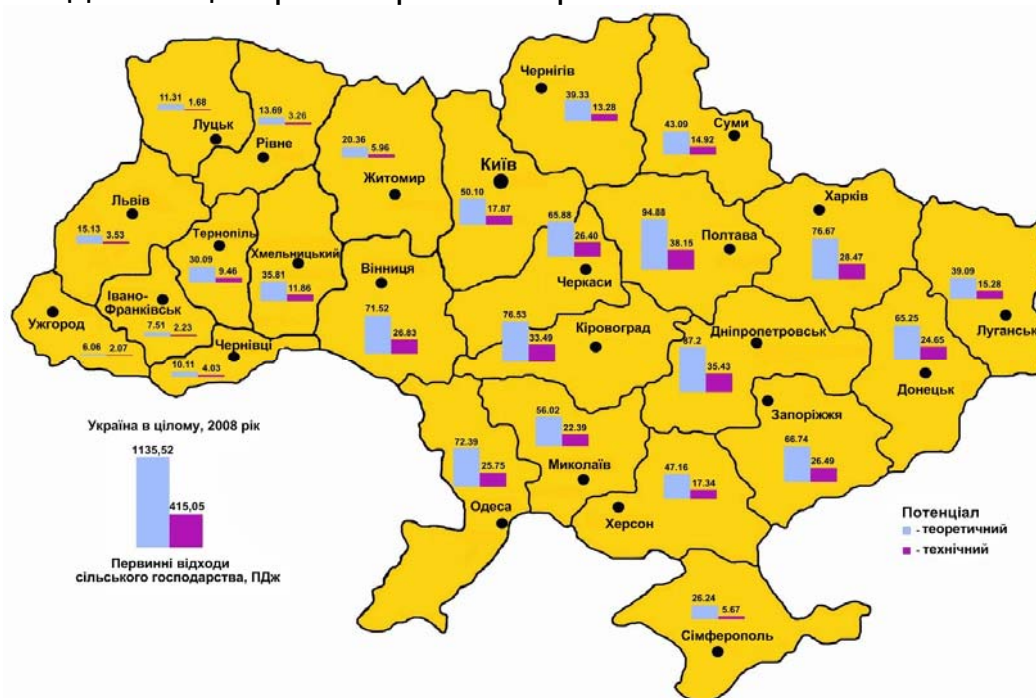 Чернігів
39.33
13.28
Суми
43.09
14.92
11.31
1.68
Луцьк
13.69
3.26
Рівне
20.36
5.96
Житомир
Київ
50.10
17.87
65.88
26.40
Черкаси
94.88
38.15
Полтава
Харків
76.67
28.47
39.09
15.28
Луганськ
Львів
15.13
3.53
Тернопіль
30.09
9.46
Хмельницький
35.81
11.86
Вінниця
71.52
26.83
Івано-
Франківськ
7.51
2.23
Ужгород
6.06
2.07
Чернівці
10.11
4.03
76.53
33.49
Кіровоград
Дніпропетровськ
87.2
35.43
65.25
24.65
Донецьк
Запоріжжя
66.74
26.49
56.02
22.39
Миколаїв
72.39
25.75
Одеса
47.16
17.34
Херсон
26.24
5.67
Сімферополь
Україна в цілому, 2008 рік
1135,52
415,05
Первинні відходи
сільського господарства, ПДж
Потенціал
- теоретичний
- технічний